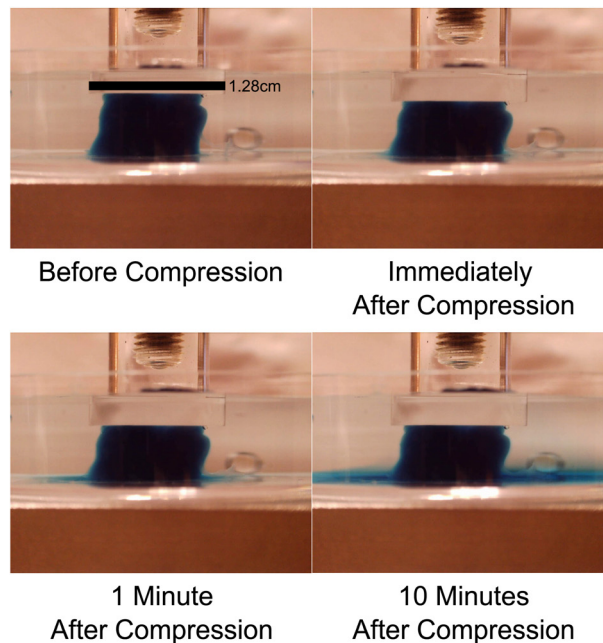 1.28cm
Before Compression
Immediately
After Compression
1 Minute
After Compression
10 Minutes
After Compression